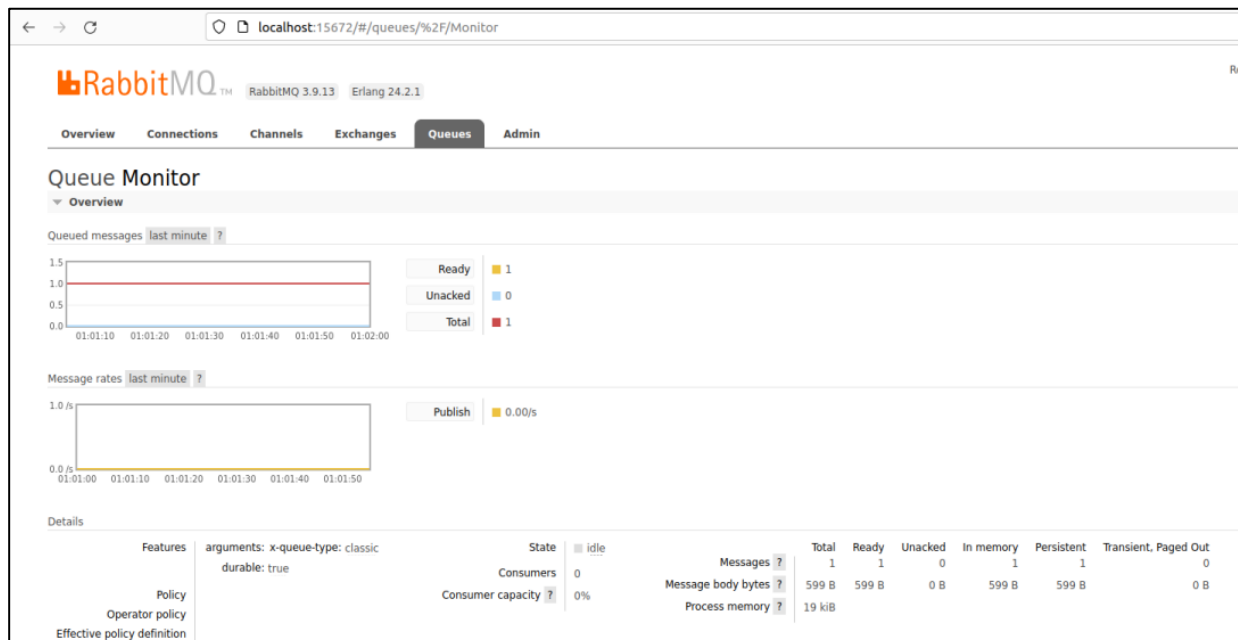 localhost:15672/#/queues/%2F/Monitor
RabbitMQ TM RabbitMQ 3.9.13 Erlang 24.2.1
Overview Connections Channels Exchanges Queues Admin
Queue Monitor
Overview
Queued messages last minute ?
1.5
1.0
0.5
0.0
01:01:10 01:01:20 01:01:30 01:01:40 01:01:50 01:02:00
Ready 1
Unacked 0
Total 1
Message rates last minute ?
1.0 /s
0.0 /s
01:01:00 01:01:10 01:01:20 01:01:30 01:01:40 01:01:50
Publish 0.00/s
Details
Features arguments: x-queue-type: classic
durable: true
Policy
Operator policy
Effective policy definition
State idle
Consumers 0
Consumer capacity ? 0%
Total Ready Unacked In memory Persistent Transient, Paged Out
Messages ? 1 1 0 1 1 0
Message body bytes ? 599 B 599 B 0 B 599 B 599 B 0 B
Process memory ? 19 kiB